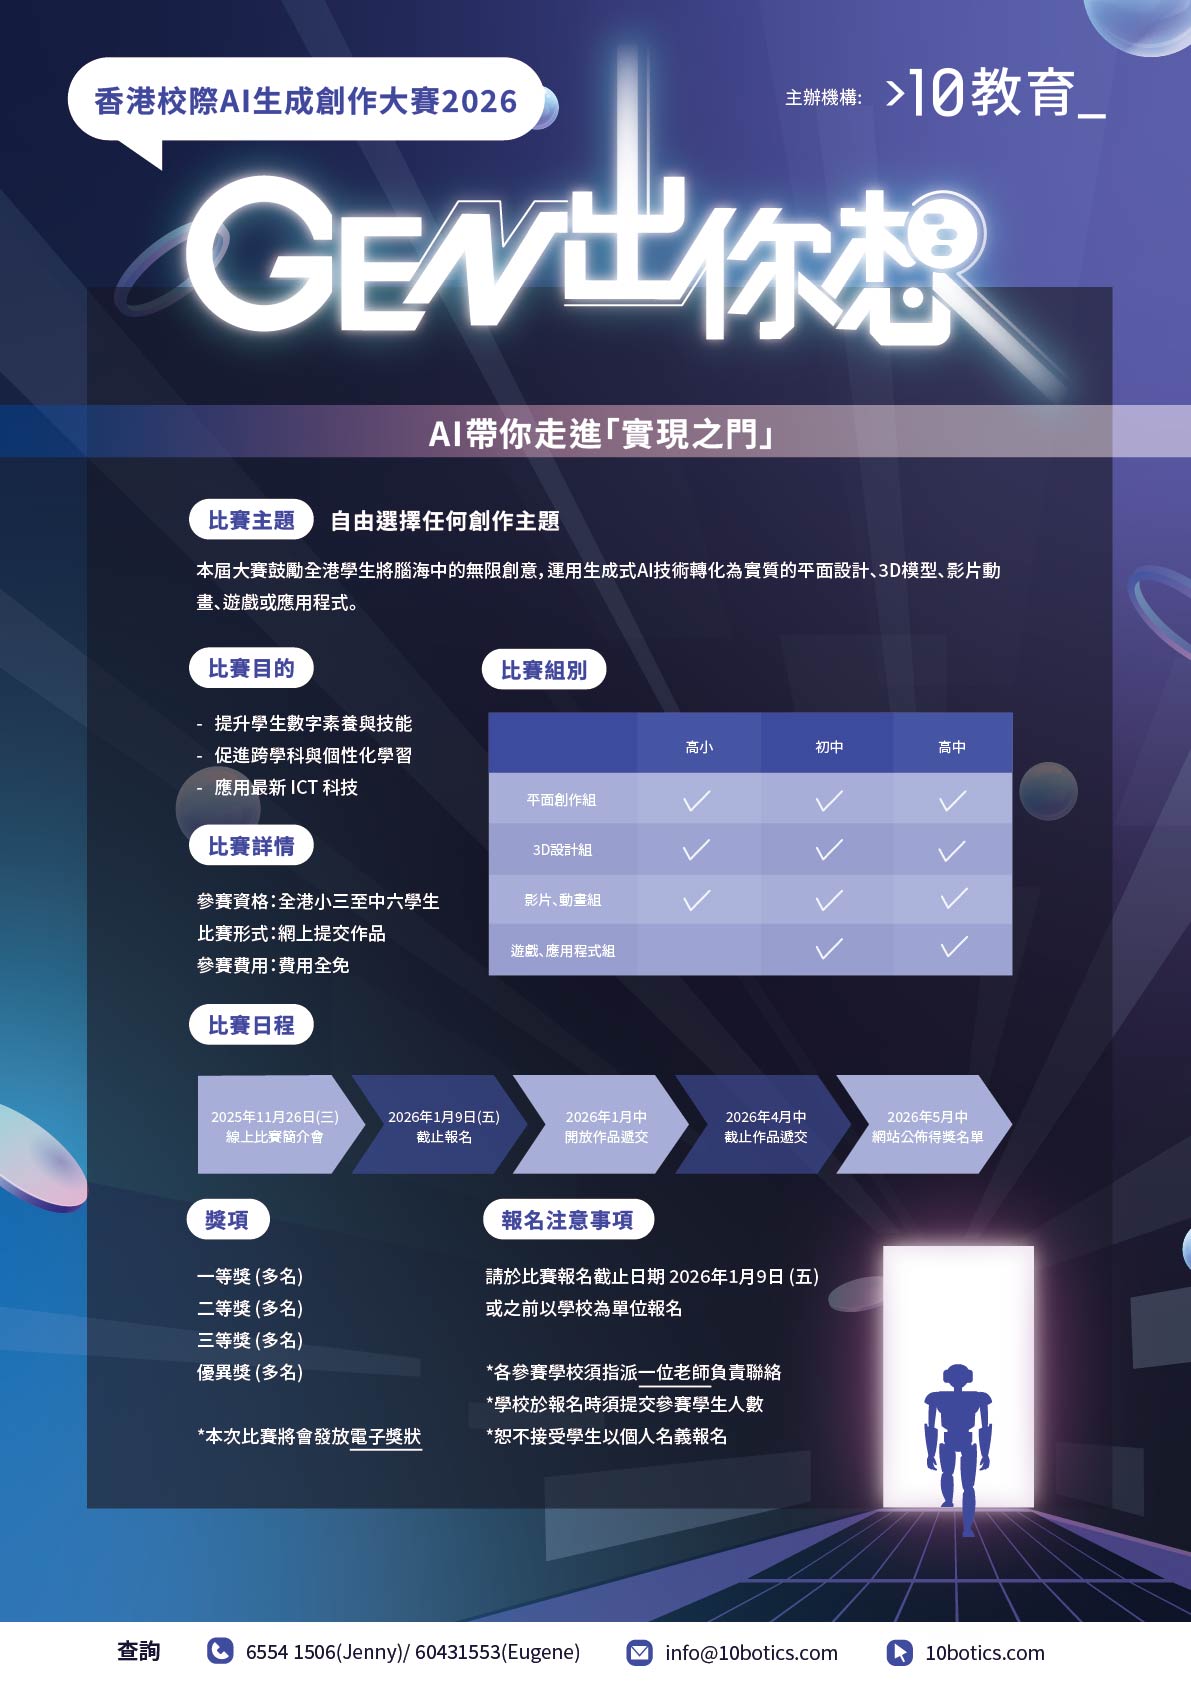 香港校際AI生成創作大賽2026
主辦機構:
>10教育_
GEN出你想
AI帶你走進「實現之門」
比賽主題
自由選擇任何創作主題
本屆大賽鼓勵全港學生將腦海中的無限創意，運用生成式AI技術轉化為實質的平面設計、3D模型、影片動
畫、遊戲或應用程式。
比賽目的
- 提升學生數字素養與技能
- 促進跨學科與個性化學習
- 應用最新 ICT 科技
比賽組別
高小 初中 高中
平面創作組 ✓ ✓ ✓
3D設計組 ✓ ✓ ✓
影片、動畫組 ✓ ✓ ✓
遊戲、應用程式組 ✓ ✓
比賽詳情
參賽資格：全港小三至中六學生
比賽形式：網上提交作品
參賽費用：費用全免
比賽日程
2025年11月26日(三)
線上比賽簡介會
2026年1月9日(五)
截止報名
2026年1月中
開放作品遞交
2026年4月中
截止作品遞交
2026年5月中
網站公佈得獎名單
獎項
一等獎 (多名)
二等獎 (多名)
三等獎 (多名)
優異獎 (多名)
*本次比賽將會發放電子獎狀
報名注意事項
請於比賽報名截止日期 2026年1月9日 (五)
或之前以學校為單位報名
*各參賽學校須指派一位老師負責聯絡
*學校於報名時須提交參賽學生人數
*恕不接受學生以個人名義報名
查詢
6554 1506(Jenny)/ 60431553(Eugene)
info@10botics.com
10botics.com